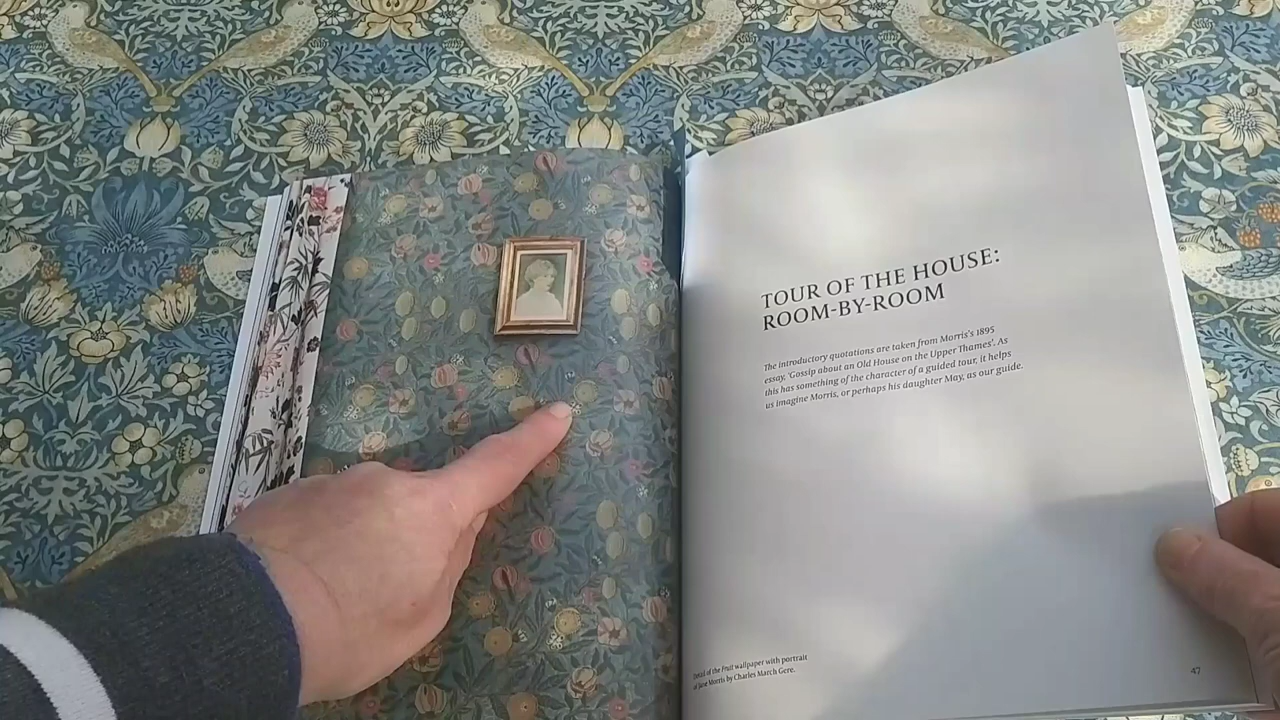 TOUR OF THE HOUSE:
ROOM-BY-ROOM
The introductory quotations are taken from Morris's 1895
essay, 'Gossip about an Old House on the Upper Thames'. As
this has something of the character of a guided tour, it helps
us imagine Morris, or perhaps his daughter May, as our guide.
Detail of the Fruit wallpaper with portrait
of Jane Morris by Charles March Gere.
47